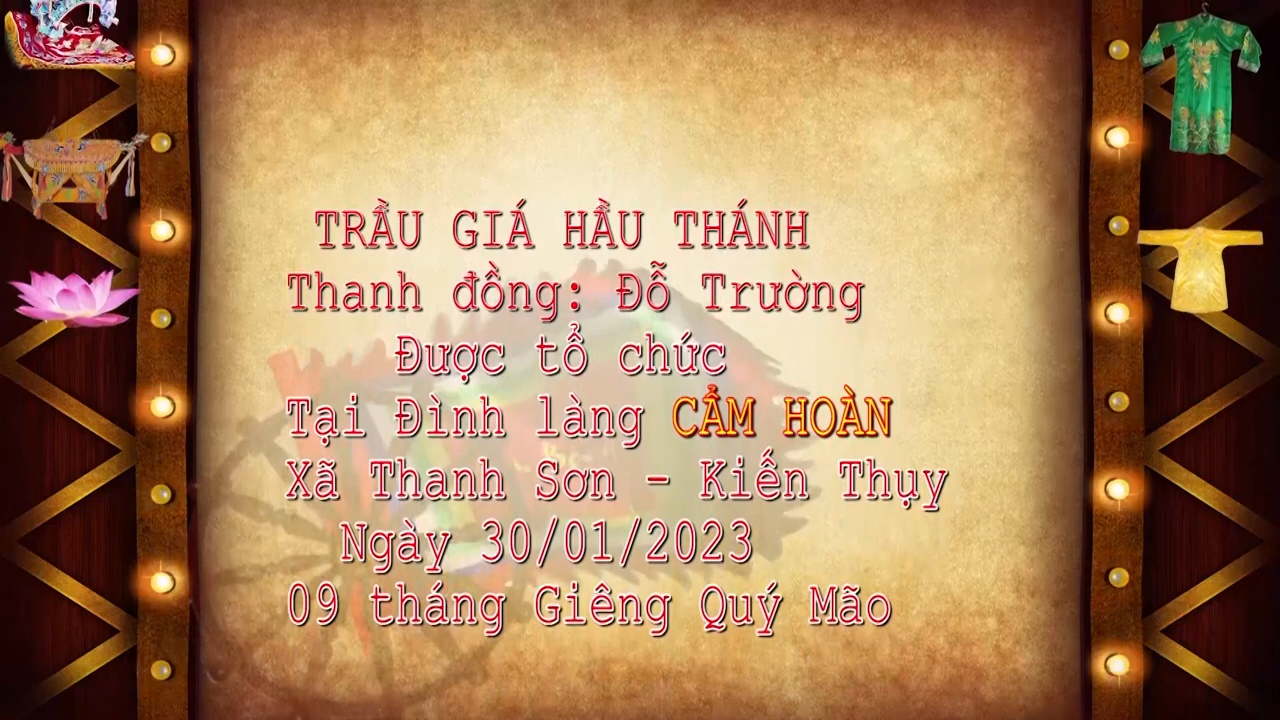 TRẦU GIÁ HẦU THÁNH
Thanh đồng: Đỗ Trường
Được tổ chức
Tại Đình làng CẨM HOÀN
Xã Thanh Sơn - Kiến Thụy
Ngày 30/01/2023
09 tháng Giêng Quý Mão